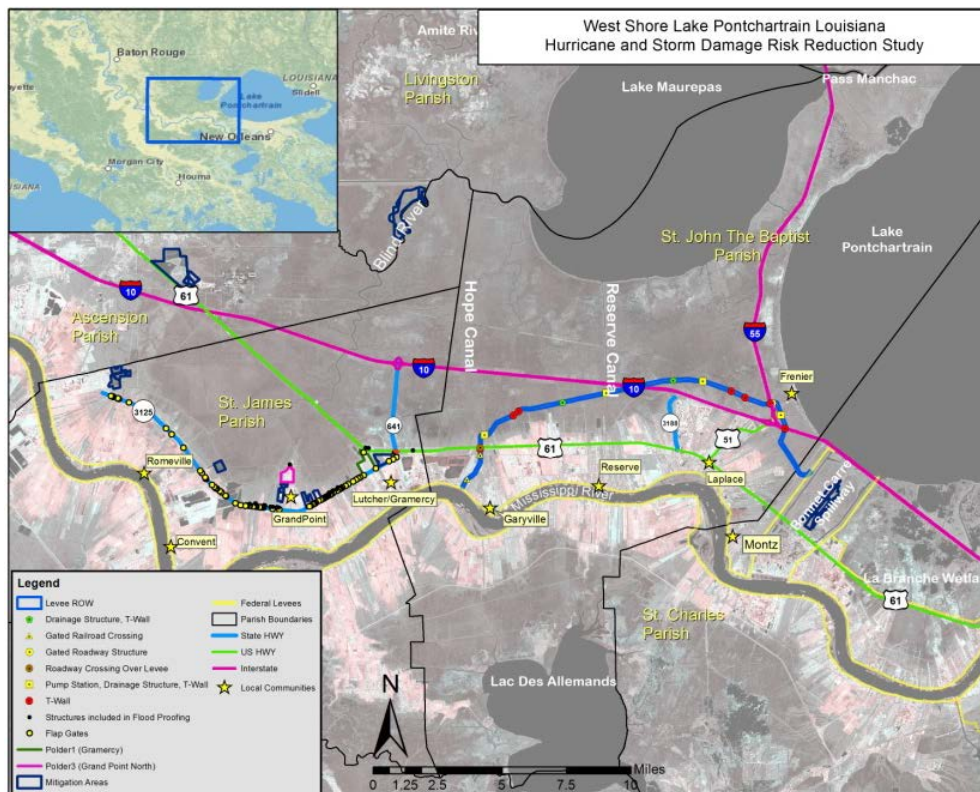 West Shore Lake Pontchartrain Louisiana
Hurricane and Storm Damage Risk Reduction Study
Baton Rouge
LOUISIANA
Slidell
Lake
Pontchartrain
New Orleans
Morgan City
Houma
Livingston
Parish
Lake Maurepas
Pass Manchac
Blind River
St. John The Baptist
Parish
Lake
Pontchartrain
61
10
Ascension
Parish
Hope Canal
Reserve Canal
55
10
10
Frenier
St. James
Parish
3125
641
3188
51
61
Romeville
Reserve
Laplace
Lutcher/Gramercy
Mississippi River
GrandPoint
Garyville
Bonnet Carre
Spillway
Convent
Montz
La Branche Wetla
61
St. Charles
Parish
Lac Des Allemands
N
Miles
0 1.25 2.5 5 7.5 10
Legend
Levee ROW
Drainage Structure, T-Wall
Gated Railroad Crossing
Gated Roadway Structure
Roadway Crossing Over Levee
Pump Station, Drainage Structure, T-Wall
T-Wall
Structures included in Flood Proofing
Flap Gates
Polder1 (Gramercy)
Polder3 (Grand Point North)
Mitigation Areas
Federal Levees
Parish Boundaries
State HWY
US HWY
Interstate
Local Communities